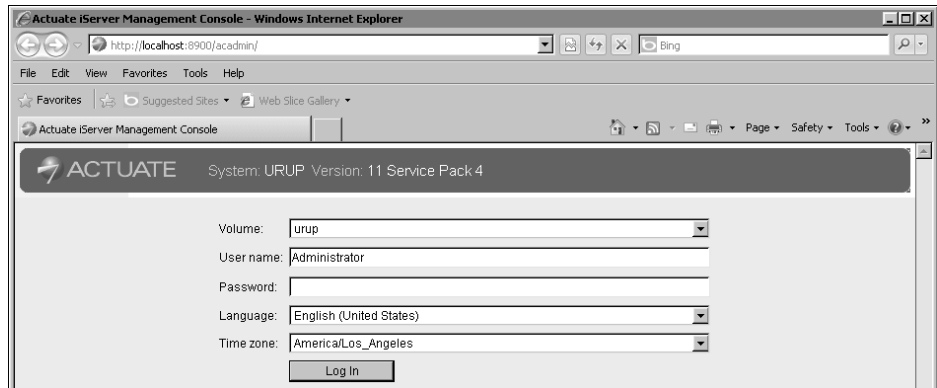 Actuate iServer Management Console - Windows Internet Explorer
http://localhost:8900/acadmin/
Bing
File Edit View Favorites Tools Help
Favorites Suggested Sites Web Slice Gallery
Actuate iServer Management Console
Page Safety Tools »
ACTUATE System: URUP Version: 11 Service Pack 4
Volume: urup
User name: Administrator
Password:
Language: English (United States)
Time zone: America/Los_Angeles
Log In